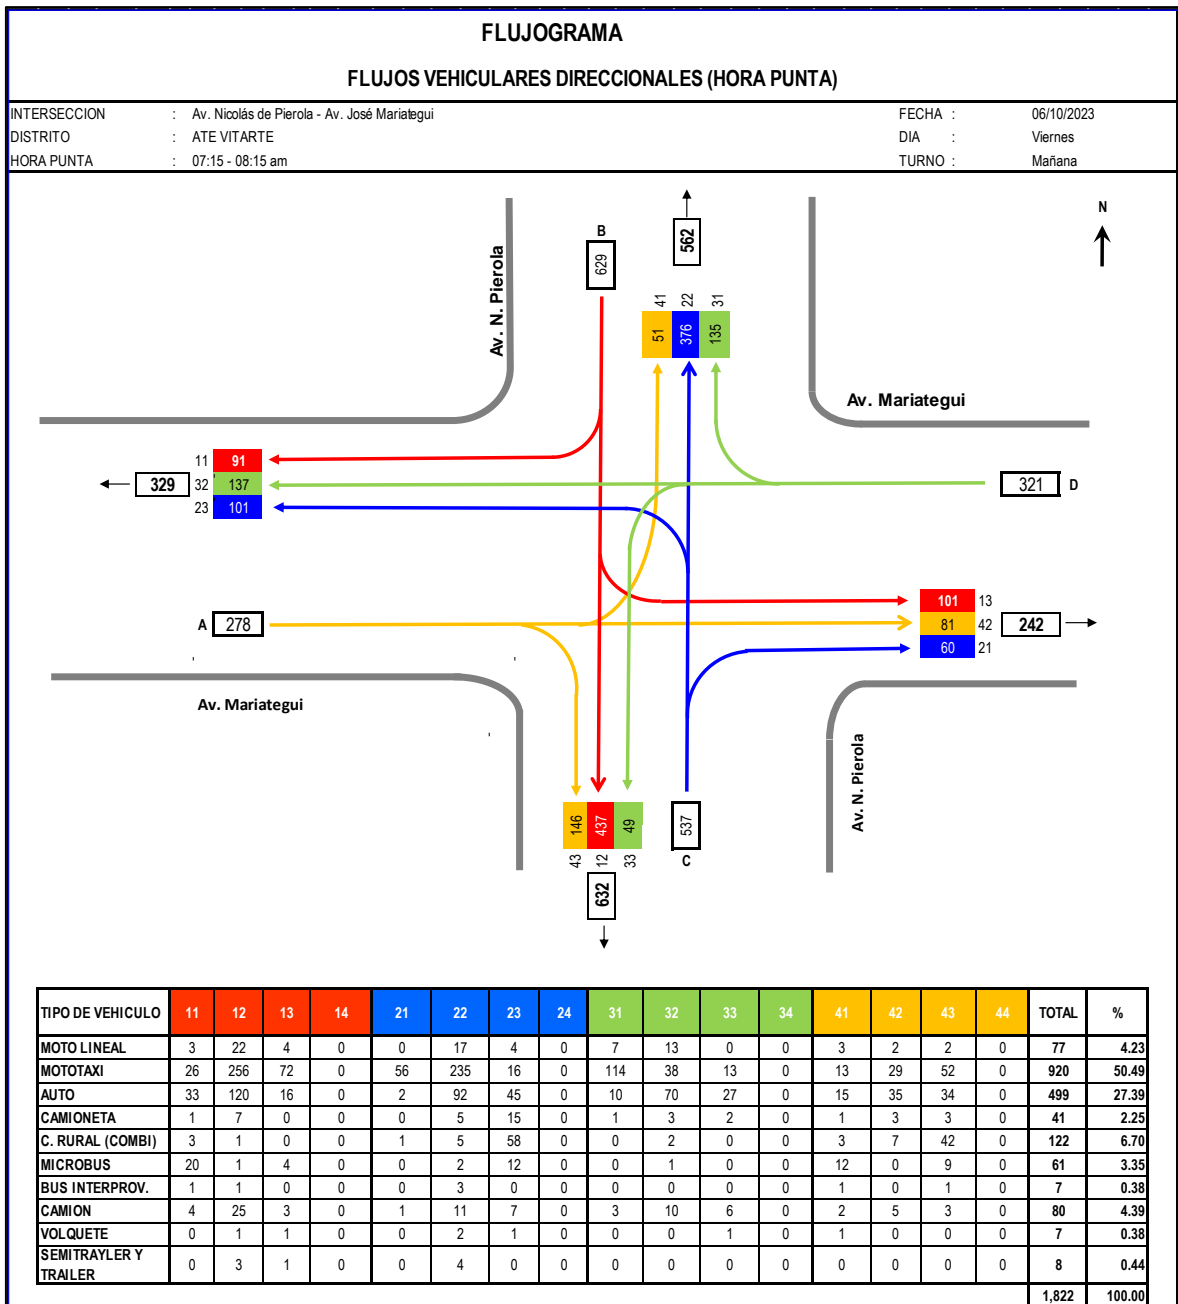 FLUJOGRAMA
FLUJOS VEHICULARES DIRECCIONALES (HORA PUNTA)
INTERSECCION : Av. Nicolás de Pierola - Av. José Mariategui FECHA : 06/10/2023
DISTRITO : ATE VITARTE DIA : Viernes
HORA PUNTA : 07:15 - 08:15 am TURNO : Mañana
N
B
629
562
Av. N. Pierola
41 22 31
51 376 135
Av. Mariategui
11 91
329 32 137
23 101
321 D
A 278
101 13
81 42 242
60 21
Av. Mariategui
Av. N. Pierola
146 437 49
43 12 33
537
C
632
TIPO DE VEHICULO 11 12 13 14 21 22 23 24 31 32 33 34 41 42 43 44 TOTAL %
MOTO LINEAL 3 22 4 0 0 17 4 0 7 13 0 0 3 2 2 0 77 4.23
MOTOTAXI 26 256 72 0 56 235 16 0 114 38 13 0 13 29 52 0 920 50.49
AUTO 33 120 16 0 2 92 45 0 10 70 27 0 15 35 34 0 499 27.39
CAMIONETA 1 7 0 0 0 5 15 0 1 3 2 0 1 3 3 0 41 2.25
C. RURAL (COMBI) 3 1 0 0 1 5 58 0 0 2 0 0 3 7 42 0 122 6.70
MICROBUS 20 1 4 0 0 2 12 0 0 1 0 0 12 0 9 0 61 3.35
BUS INTERPROV. 1 1 0 0 0 3 0 0 0 0 0 0 1 0 1 0 7 0.38
CAMION 4 25 3 0 1 11 7 0 3 10 6 0 2 5 3 0 80 4.39
VOLQUETE 0 1 1 0 0 2 1 0 0 0 1 0 1 0 0 0 7 0.38
SEMITRAYLER Y
TRAILER 0 3 1 0 0 4 0 0 0 0 0 0 0 0 0 0 8 0.44
1,822 100.00